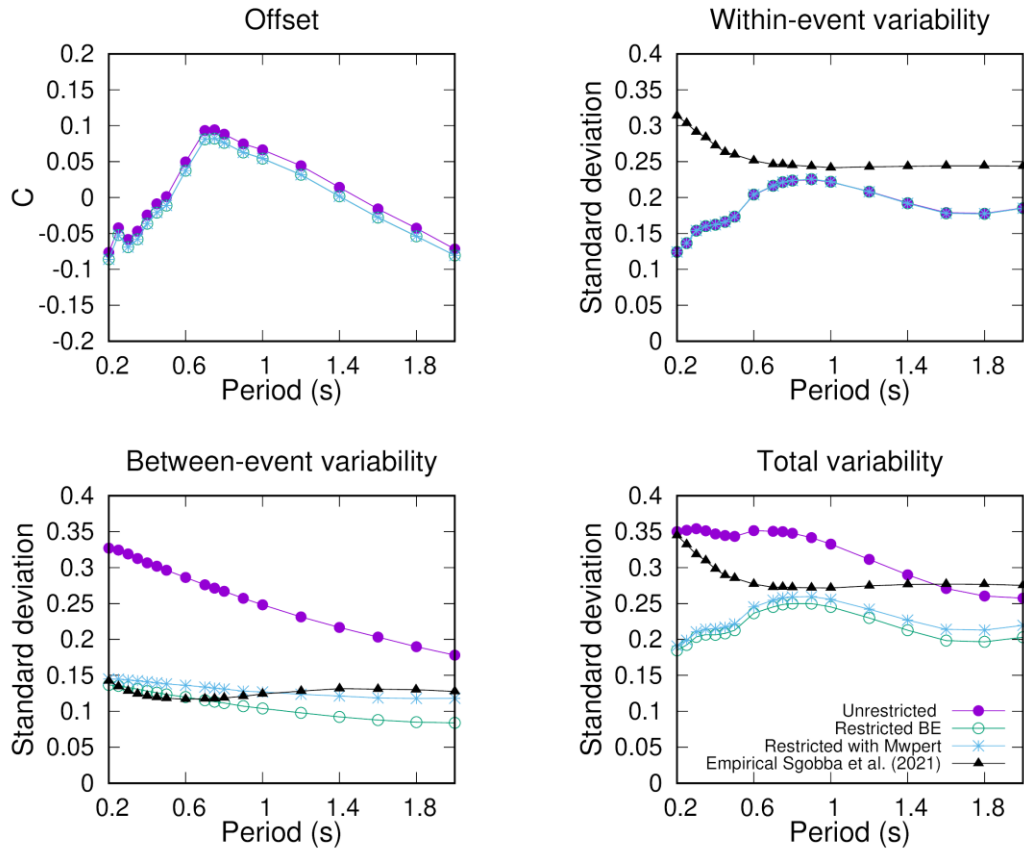 Offset
C
0.2
0.15
0.1
0.05
0
-0.05
-0.1
-0.15
-0.2
0.2 0.6 1 1.4 1.8
Period (s)
Within-event variability
Standard deviation
0.4
0.35
0.3
0.25
0.2
0.15
0.1
0.05
0
0.2 0.6 1 1.4 1.8
Period (s)
Between-event variability
Standard deviation
0.4
0.35
0.3
0.25
0.2
0.15
0.1
0.05
0
0.2 0.6 1 1.4 1.8
Period (s)
Total variability
Standard deviation
0.4
0.35
0.3
0.25
0.2
0.15
0.1
0.05
0
Unrestricted
Restricted BE
Restricted with Mwpert
Empirical Sgobba et al. (2021)
0.2 0.6 1 1.4 1.8
Period (s)